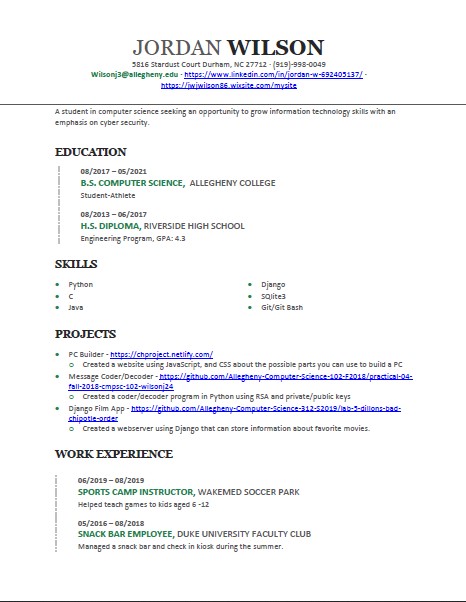 JORDAN WILSON
5816 Stardust Court Durham, NC 27712 · (919)-998-0049
Wilsonj3@allegheny.edu · https://www.linkedin.com/in/jordan-w-692405137/ ·
https://jwjwilson86.wixsite.com/mysite
A student in computer science seeking an opportunity to grow information technology skills with an
emphasis on cyber security.
EDUCATION
08/2017 – 05/2021
B.S. COMPUTER SCIENCE, ALLEGHENY COLLEGE
Student-Athlete
08/2013 – 06/2017
H.S. DIPLOMA, RIVERSIDE HIGH SCHOOL
Engineering Program, GPA: 4.3
SKILLS
• Python
• C
• Java
• Django
• SQlite3
• Git/Git Bash
PROJECTS
• PC Builder - https://chproject.netlify.com/
o Created a website using JavaScript, and CSS about the possible parts you can use to build a PC
• Message Coder/Decoder - https://github.com/Allegheny-Computer-Science-102-F2018/practical-04-
fall-2018-cmpsc-102-wilsonj24
o Created a coder/decoder program in Python using RSA and private/public keys
• Django Film App - https://github.com/Allegheny-Computer-Science-312-S2019/lab-5-dillons-bad-
chipotle-order
o Created a webserver using Django that can store information about favorite movies.
WORK EXPERIENCE
06/2019 – 08/2019
SPORTS CAMP INSTRUCTOR, WAKEMED SOCCER PARK
Helped teach games to kids aged 6 -12
05/2016 – 08/2018
SNACK BAR EMPLOYEE, DUKE UNIVERSITY FACULTY CLUB
Managed a snack bar and check in kiosk during the summer.